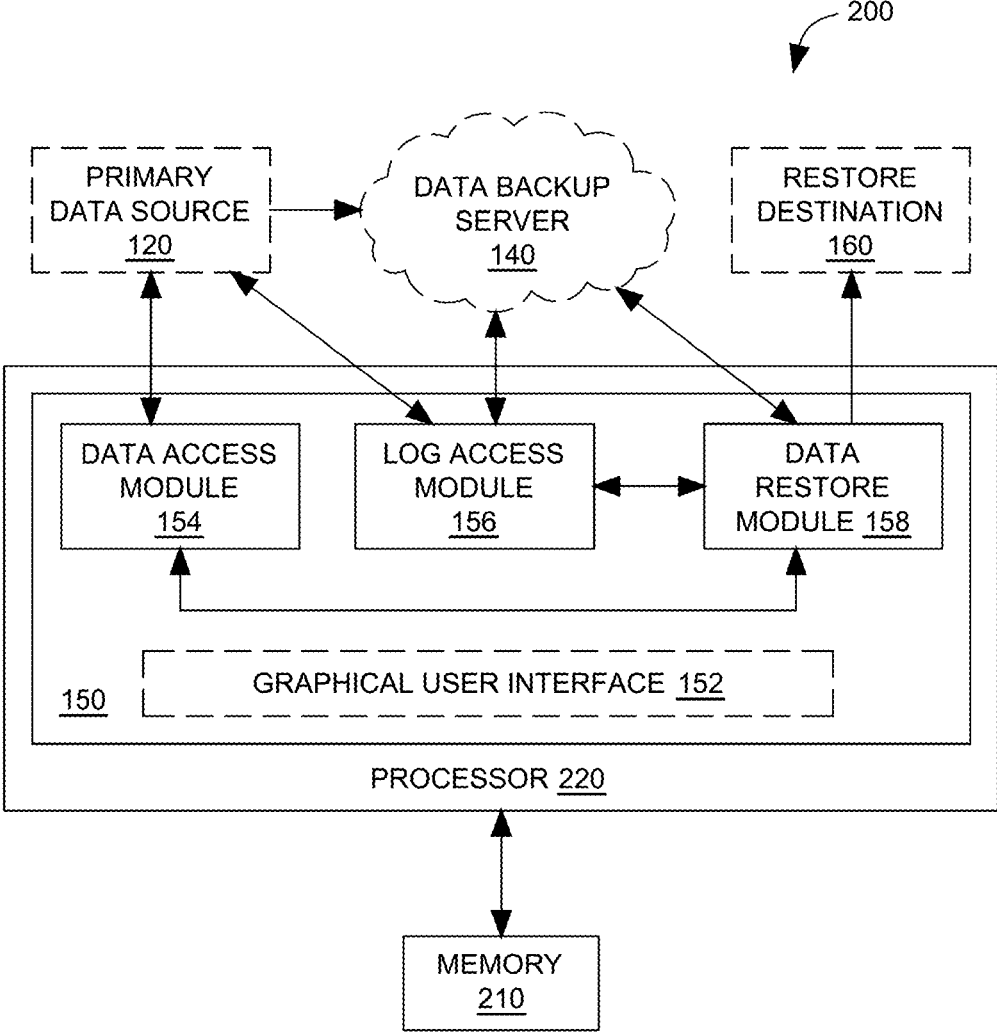 200
PRIMARY
DATA SOURCE
120
DATA BACKUP
SERVER
140
RESTORE
DESTINATION
160
DATA ACCESS
MODULE
154
LOG ACCESS
MODULE
156
DATA
RESTORE
MODULE 158
GRAPHICAL USER INTERFACE 152
150
PROCESSOR 220
MEMORY
210